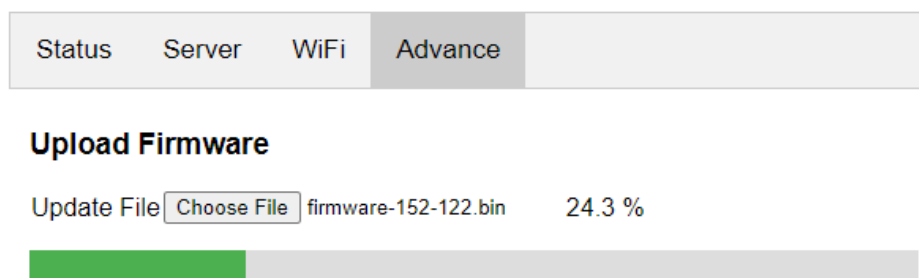 Status Server WiFi Advance
Upload Firmware
Update File Choose File firmware-152-122.bin 24.3 %